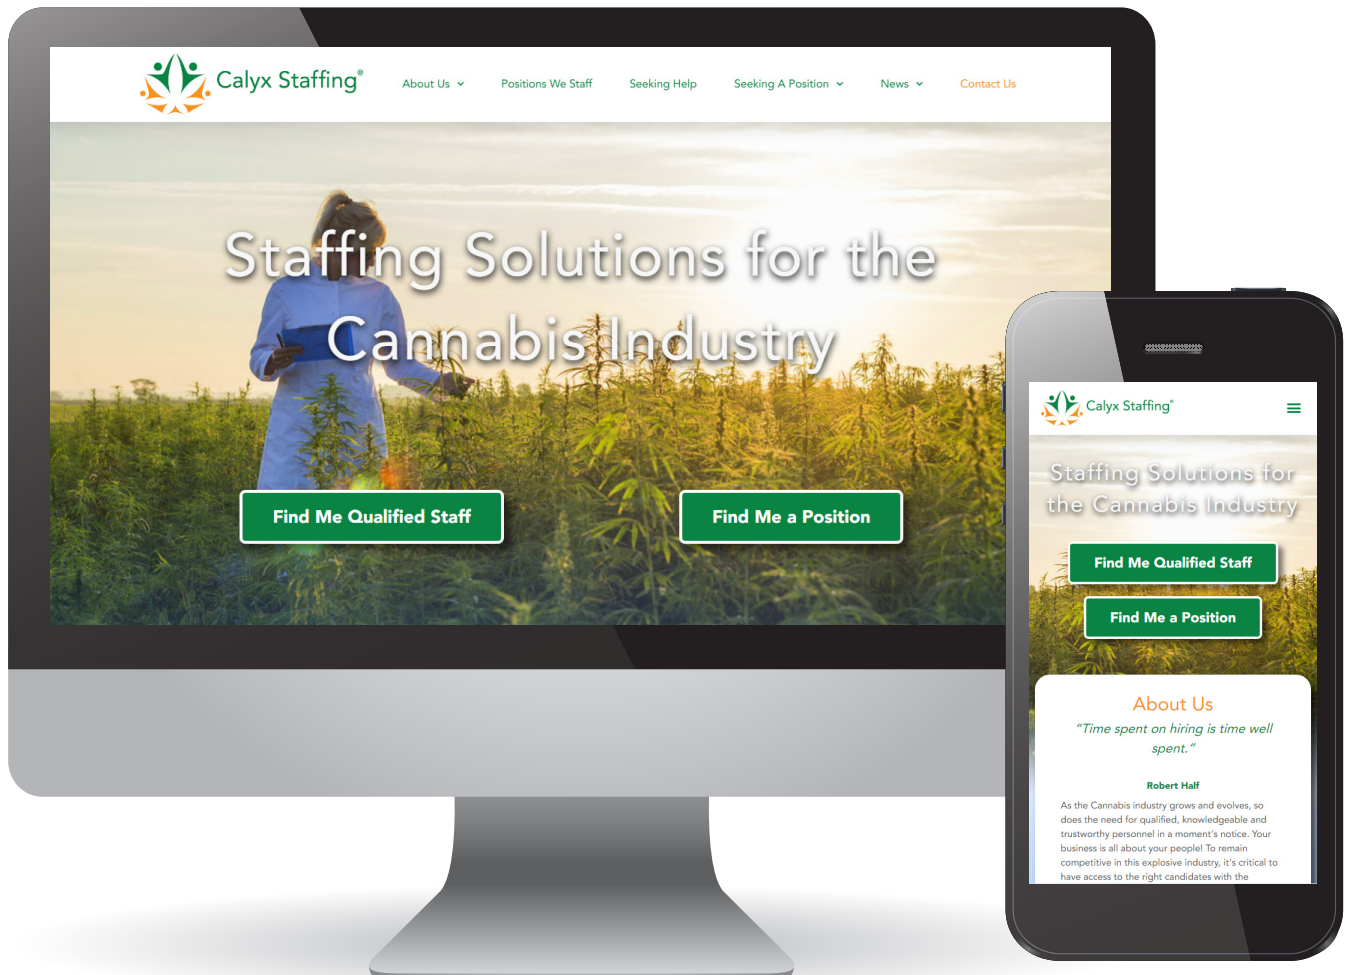 Calyx Staffing®
About Us
Positions We Staff
Seeking Help
Seeking A Position
News
Contact Us
Staffing Solutions for the
Cannabis Industry
Find Me Qualified Staff
Find Me a Position
Calyx Staffing®
Staffing Solutions for
the Cannabis Industry
Find Me Qualified Staff
Find Me a Position
About Us
“Time spent on hiring is time well
spent.”
Robert Half
As the Cannabis industry grows and evolves, so
does the need for qualified, knowledgeable and
trustworthy personnel in a moment's notice. Your
business is all about your people! To remain
competitive in this explosive industry, it's critical to
have access to the right candidates with the